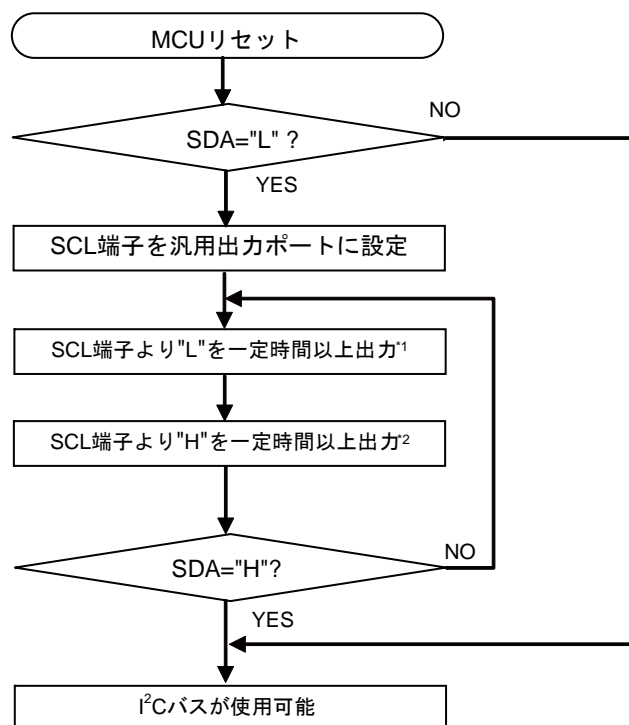 MCUリセット
NO
SDA="L" ?
YES
SCL端子を汎用出力ポートに設定
SCL端子より"L"を一定時間以上出力*1
SCL端子より"H"を一定時間以上出力*2
SDA="H"?
NO
YES
I2Cバスが使用可能